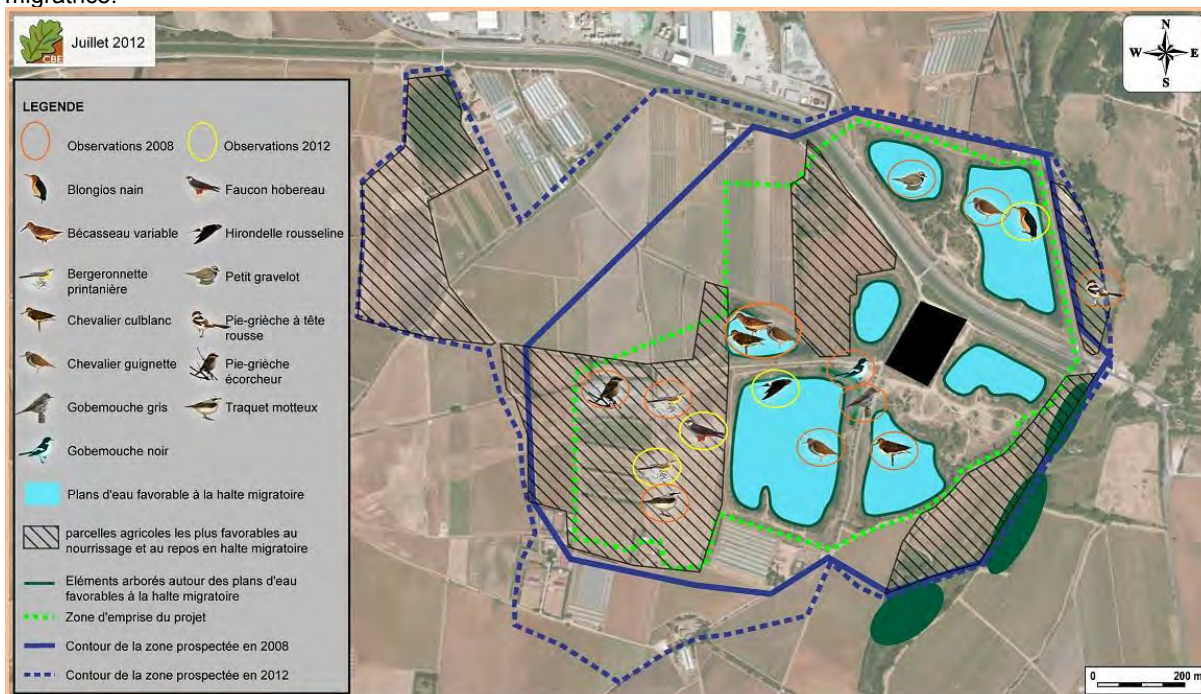 migratrice.
CBE
Juillet 2012
N
W E
S
LEGENDE
Observations 2008
Observations 2012
Blongios nain
Faucon hobereau
Bécasseau variable
Hirondelle rousseline
Bergeronnette
printanière
Petit gravelot
Chevalier culblanc
Pie-grièche à tête
rousse
Chevalier guignette
Pie-grièche
écorcheur
Gobemouche gris
Traquet motteux
Gobemouche noir
Plans d'eau favorable à la halte migratoire
parcelles agricoles les plus favorables au
nourrissage et au repos en halte migratoire
Eléments arborés autour des plans d'eau
favorables à la halte migratoire
Zone d'emprise du projet
Contour de la zone prospectée en 2008
Contour de la zone prospectée en 2012
0 200 m